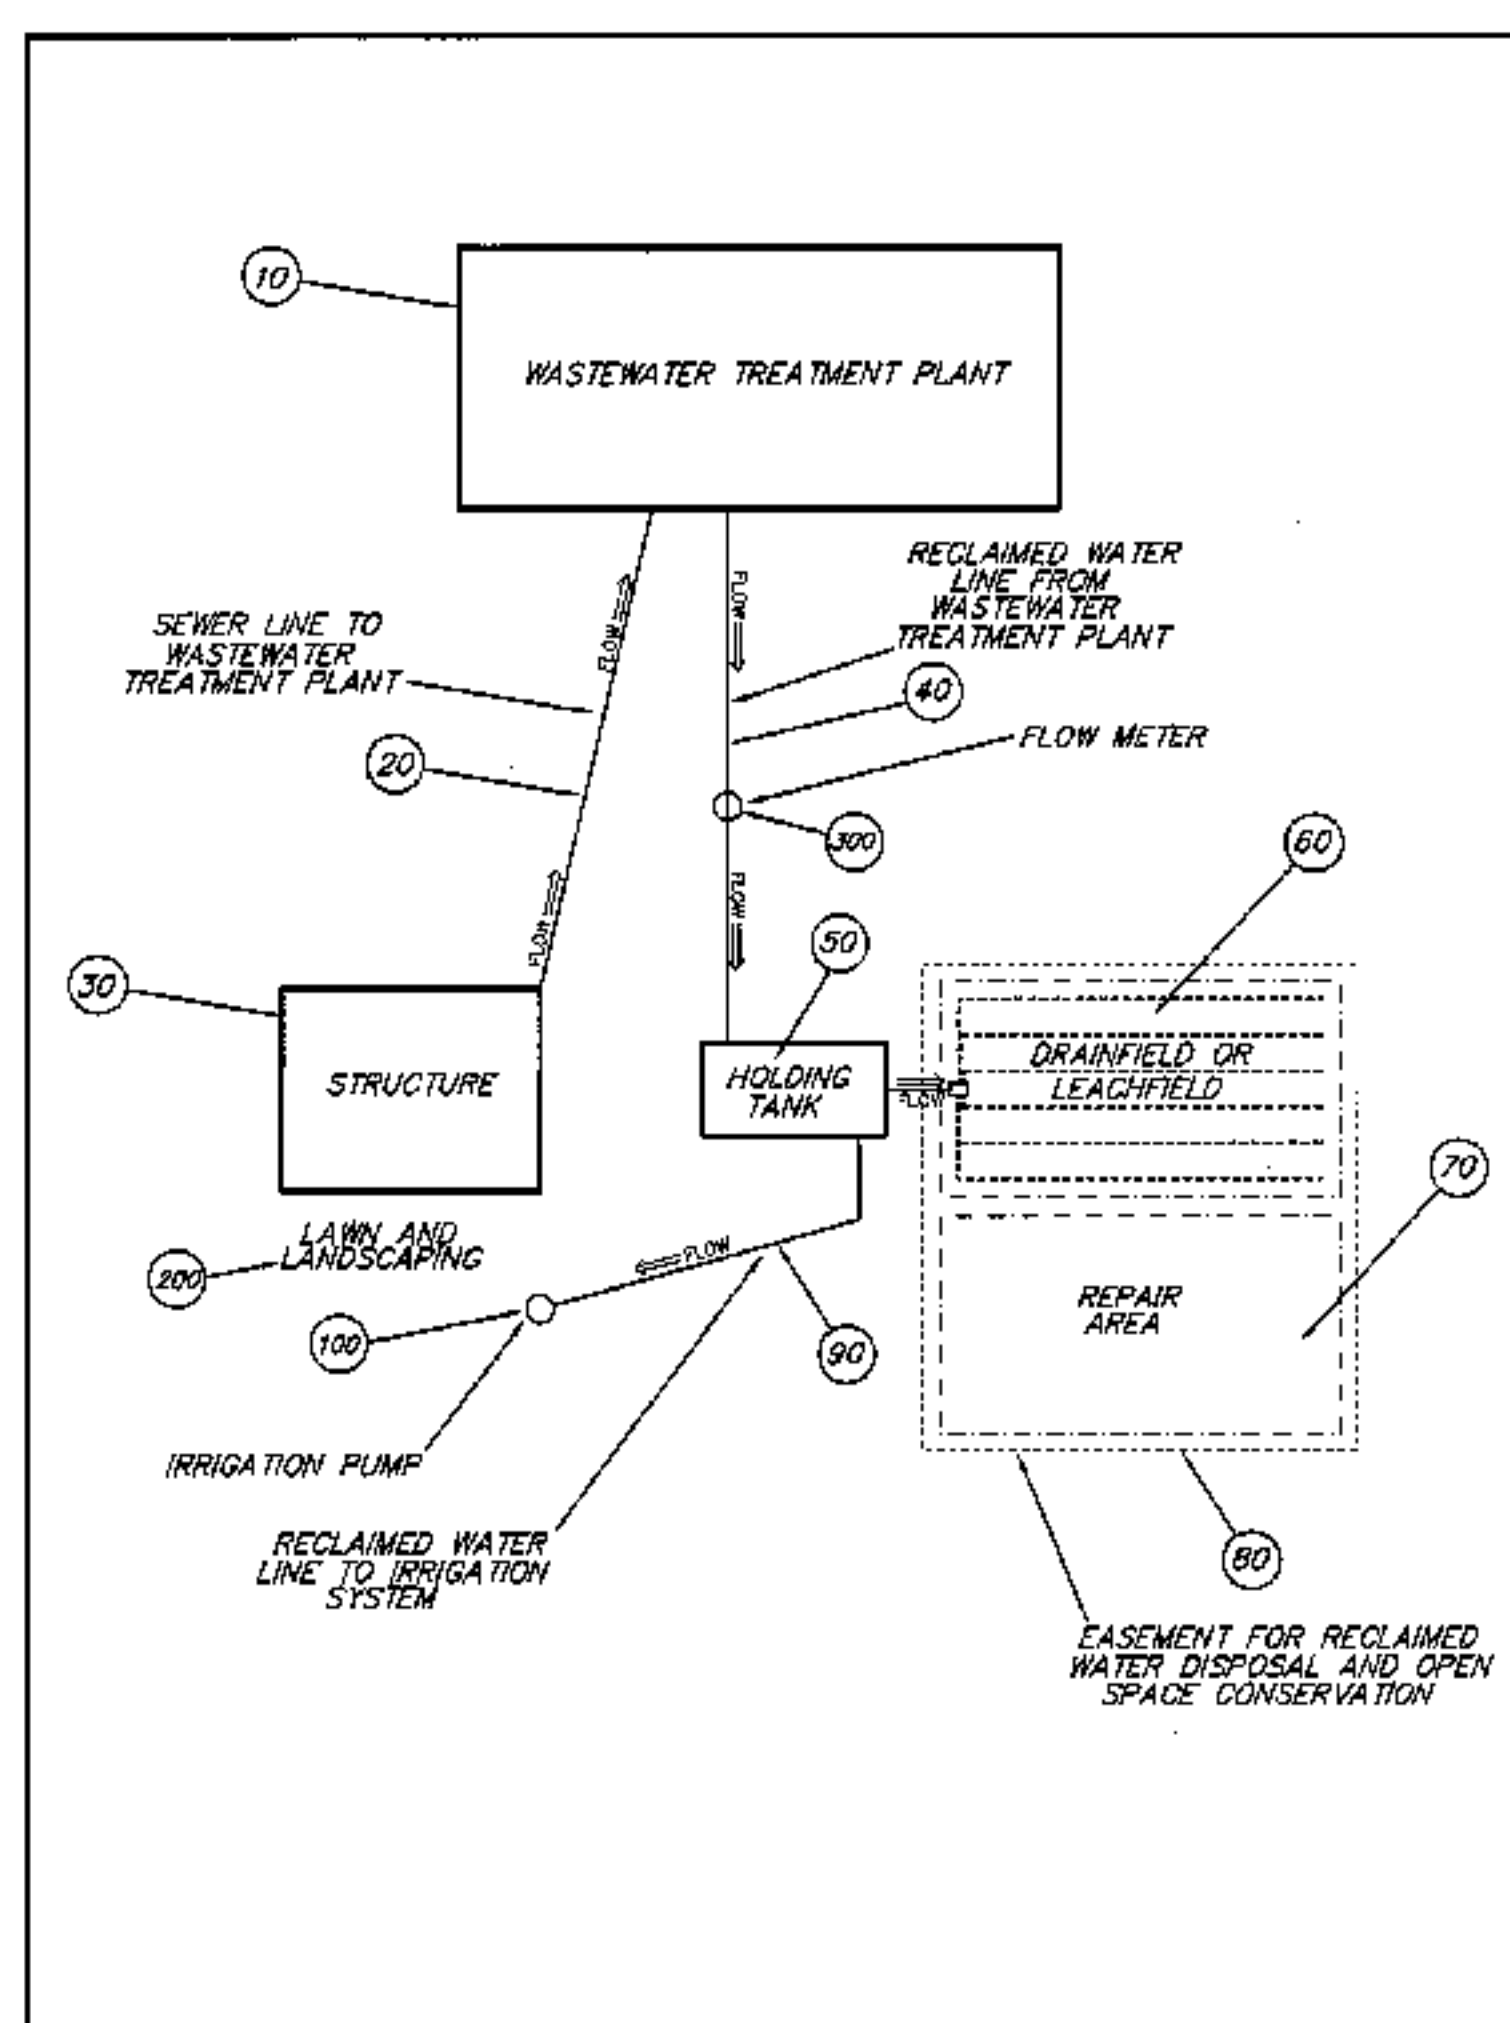 10
WASTEWATER TREATMENT PLANT
RECLAIMED WATER
LINE FROM
WASTEWATER
TREATMENT PLANT
FLOW
FLOW
SEWER LINE TO
WASTEWATER
TREATMENT PLANT
40
FLOW METER
20
300
60
FLOW
FLOW
50
30
STRUCTURE
HOLDING
TANK
FLOW
DRAINFIELD OR
LEACHFIELD
70
LAWN AND
LANDSCAPING
200
FLOW
100
90
REPAIR
AREA
IRRIGATION PUMP
RECLAIMED WATER
LINE TO IRRIGATION
SYSTEM
80
EASEMENT FOR RECLAIMED
WATER DISPOSAL AND OPEN
SPACE CONSERVATION